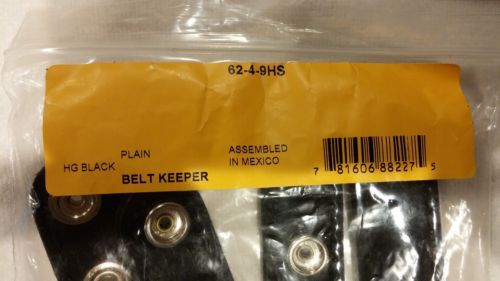 62-4-9HS
PLAIN
ASSEMBLED
HG BLACK
IN MEXICO
BELT KEEPER
7 81606 88227 5